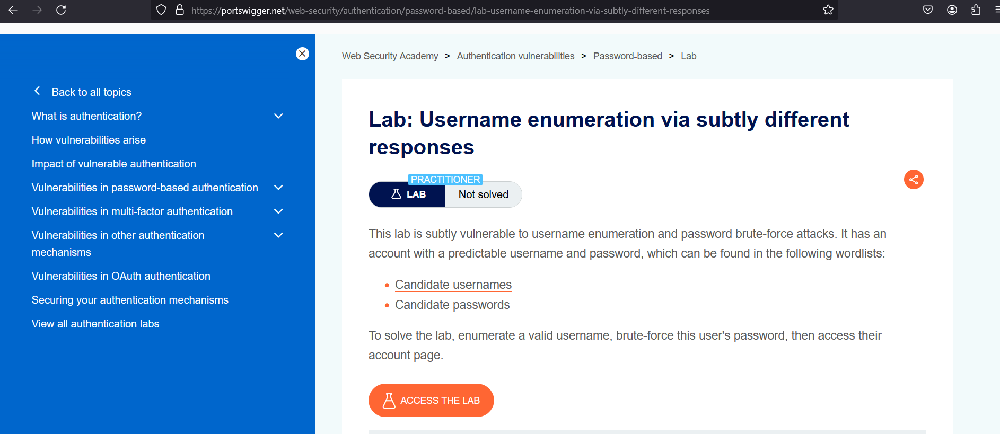 https://portswigger.net/web-security/authentication/password-based/lab-username-enumeration-via-subtly-different-responses
Back to all topics
What is authentication?
How vulnerabilities arise
Impact of vulnerable authentication
Vulnerabilities in password-based authentication
Vulnerabilities in multi-factor authentication
Vulnerabilities in other authentication
mechanisms
Vulnerabilities in OAuth authentication
Securing your authentication mechanisms
View all authentication labs
Web Security Academy > Authentication vulnerabilities > Password-based > Lab
Lab: Username enumeration via subtly different
responses
PRACTITIONER
LAB Not solved
This lab is subtly vulnerable to username enumeration and password brute-force attacks. It has an
account with a predictable username and password, which can be found in the following wordlists:
• Candidate usernames
• Candidate passwords
To solve the lab, enumerate a valid username, brute-force this user's password, then access their
account page.
ACCESS THE LAB